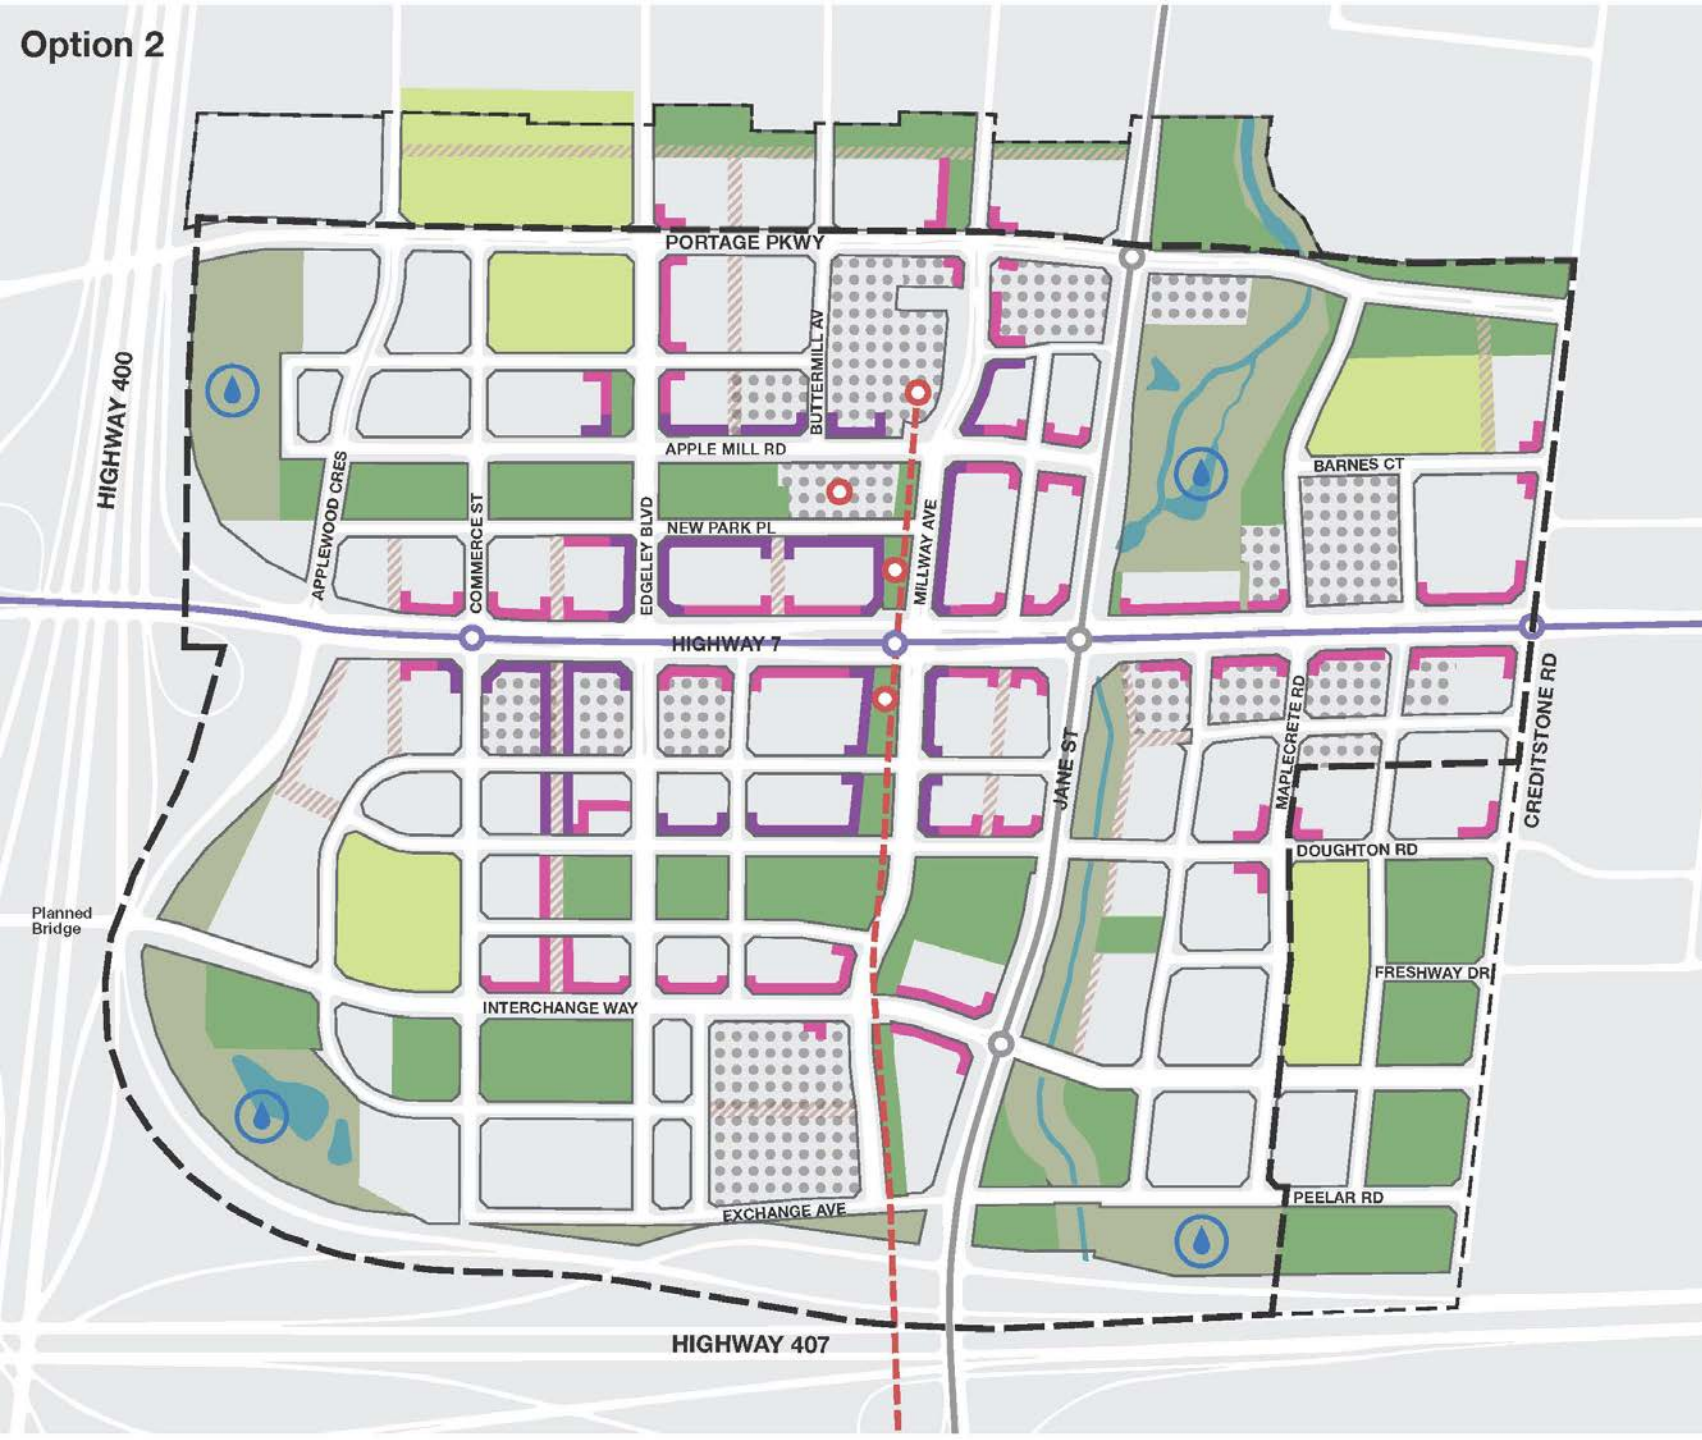 Option 2
PORTAGE PKWY
HIGHWAY 400
BUTTERMILL AV
APPLE MILL RD
BARNES CT
APPLEWOOD CRES
COMMERCE ST
EDGELEY BLVD
NEW PARK PL
MILLWAY AVE
HIGHWAY 7
JANE ST
MAPLECRETE RD
CREDITSTONE RD
DOUGHTON RD
Planned
Bridge
FRESHWAY DR
INTERCHANGE WAY
PEELAR RD
EXCHANGE AVE
HIGHWAY 407